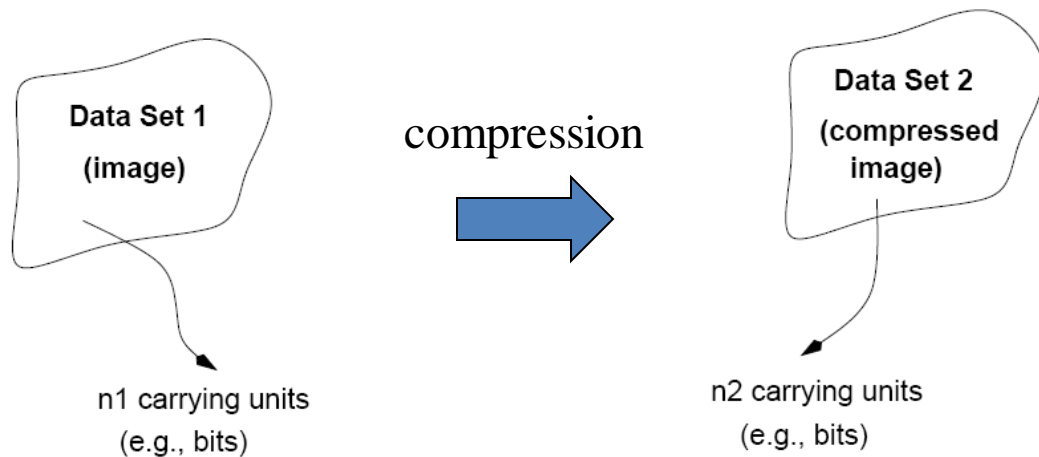 Data Set 1
(image)
n1 carrying units
(e.g., bits)
compression
Data Set 2
(compressed
image)
n2 carrying units
(e.g., bits)